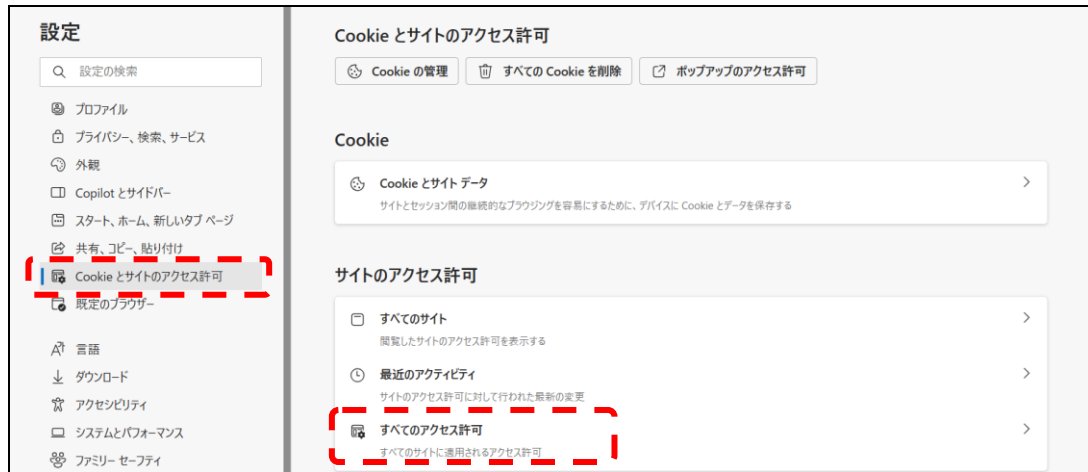 設定
設定の検索
プロファイル
プライバシー、検索、サービス
外観
Copilot とサイドバー
スタート、ホーム、新しいタブ ページ
共有、コピー、貼り付け
Cookie とサイトのアクセス許可
既定のブラウザー
言語
ダウンロード
アクセシビリティ
システムとパフォーマンス
ファミリー セーフティ
Cookie とサイトのアクセス許可
Cookie の管理
すべての Cookie を削除
ポップアップのアクセス許可
Cookie
Cookie とサイト データ
サイトとセッション間の継続的なブラウジングを容易にするために、デバイスに Cookie とデータを保存する
サイトのアクセス許可
すべてのサイト
閲覧したサイトのアクセス許可を表示する
最近のアクティビティ
サイトのアクセス許可に対して行われた最新の変更
すべてのアクセス許可
すべてのサイトに適用されるアクセス許可